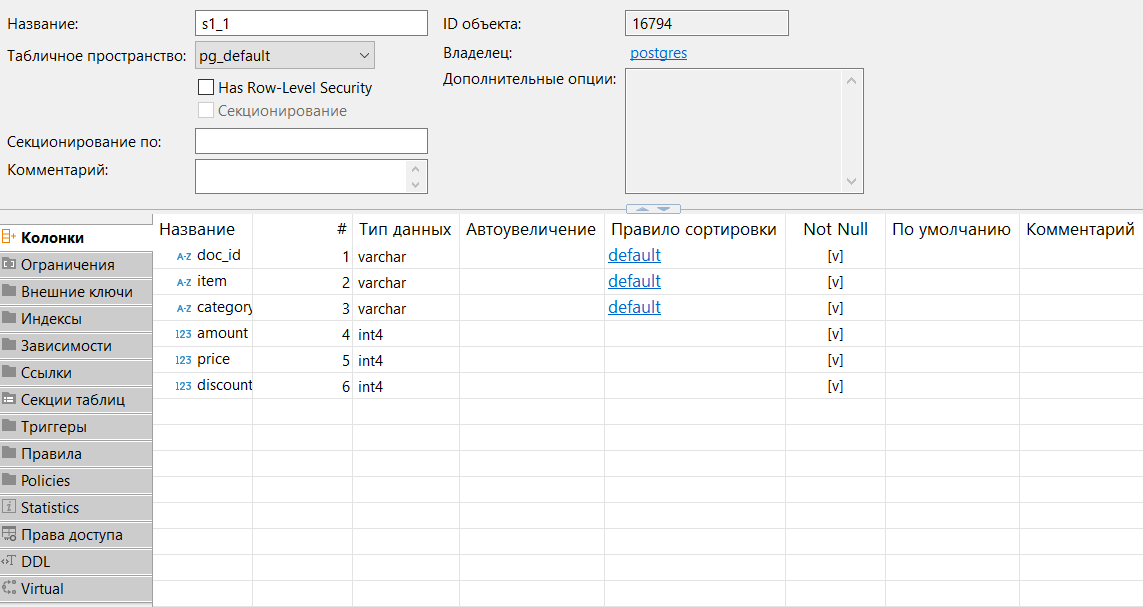 Название: s1_1 ID объекта: 16794
Табличное пространство: pg_default Владелец: postgres
Has Row-Level Security Дополнительные опции:
Секционирование
Секционирование по:
Комментарий:
Колонки
Ограничения
Внешние ключи
Индексы
Зависимости
Ссылки
Секции таблиц
Триггеры
Правила
Policies
Statistics
Права доступа
DDL
Virtual
Название # Тип данных Автоувеличение Правило сортировки Not Null По умолчанию Комментарий
A-Z doc_id 1 varchar default [v]
A-Z item 2 varchar default [v]
A-Z category 3 varchar default [v]
123 amount 4 int4 [v]
123 price 5 int4 [v]
123 discount 6 int4 [v]